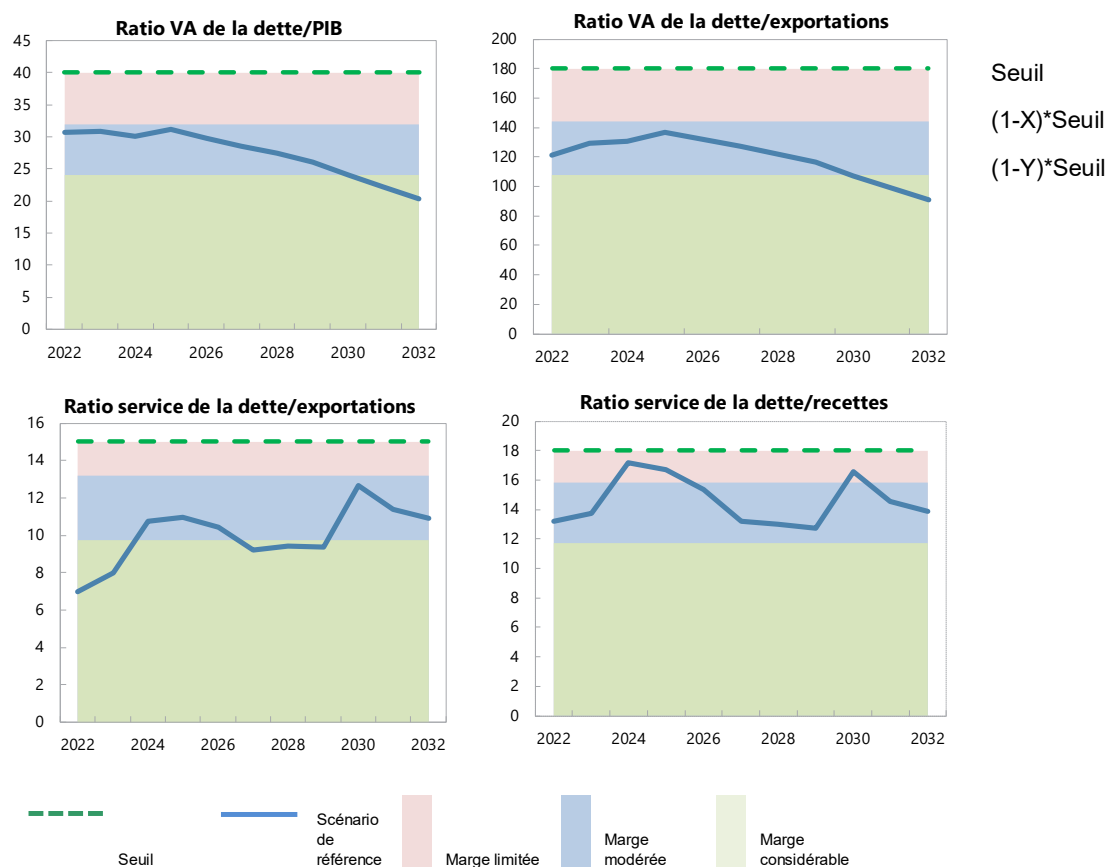 Ratio VA de la dette/PIB
45
40
35
30
25
20
15
10
5
0
2022 2024 2026 2028 2030 2032
Ratio VA de la dette/exportations
200
180
160
140
120
100
80
60
40
20
0
2022 2024 2026 2028 2030 2032
Seuil
(1-X)*Seuil
(1-Y)*Seuil
Ratio service de la dette/exportations
16
14
12
10
8
6
4
2
0
2022 2024 2026 2028 2030 2032
Ratio service de la dette/recettes
20
18
16
14
12
10
8
6
4
2
0
2022 2024 2026 2028 2030 2032
Seuil
Scénario
de
référence
Marge limitée
Marge
modérée
Marge
considérable